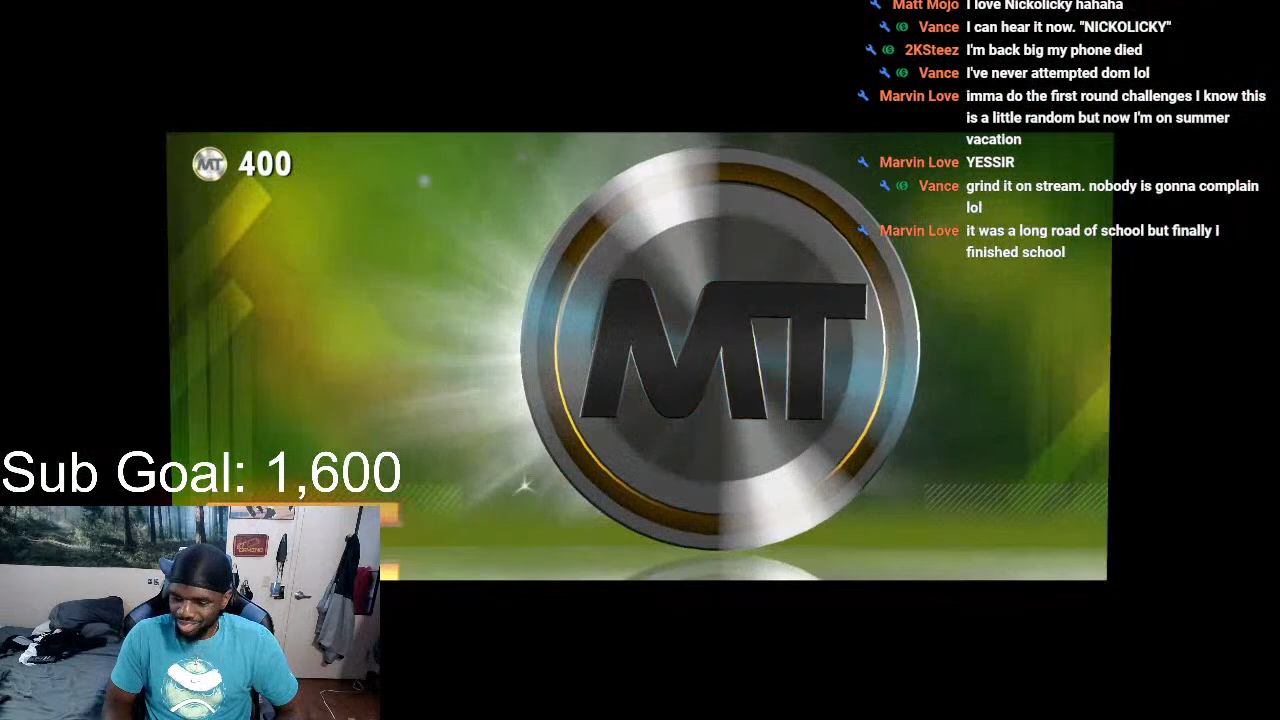 Matt Mojo I love Nickolicky hahaha
Vance I can hear it now. "NICKOLICKY"
2KSteez I'm back big my phone died
Vance I've never attempted dom lol
Marvin Love imma do the first round challenges I know this
is a little random but now I'm on summer
vacation
Marvin Love YESSIR
Vance grind it on stream. nobody is gonna complain
lol
Marvin Love it was a long road of school but finally i
finished school
MT 400
MT
Sub Goal: 1,600